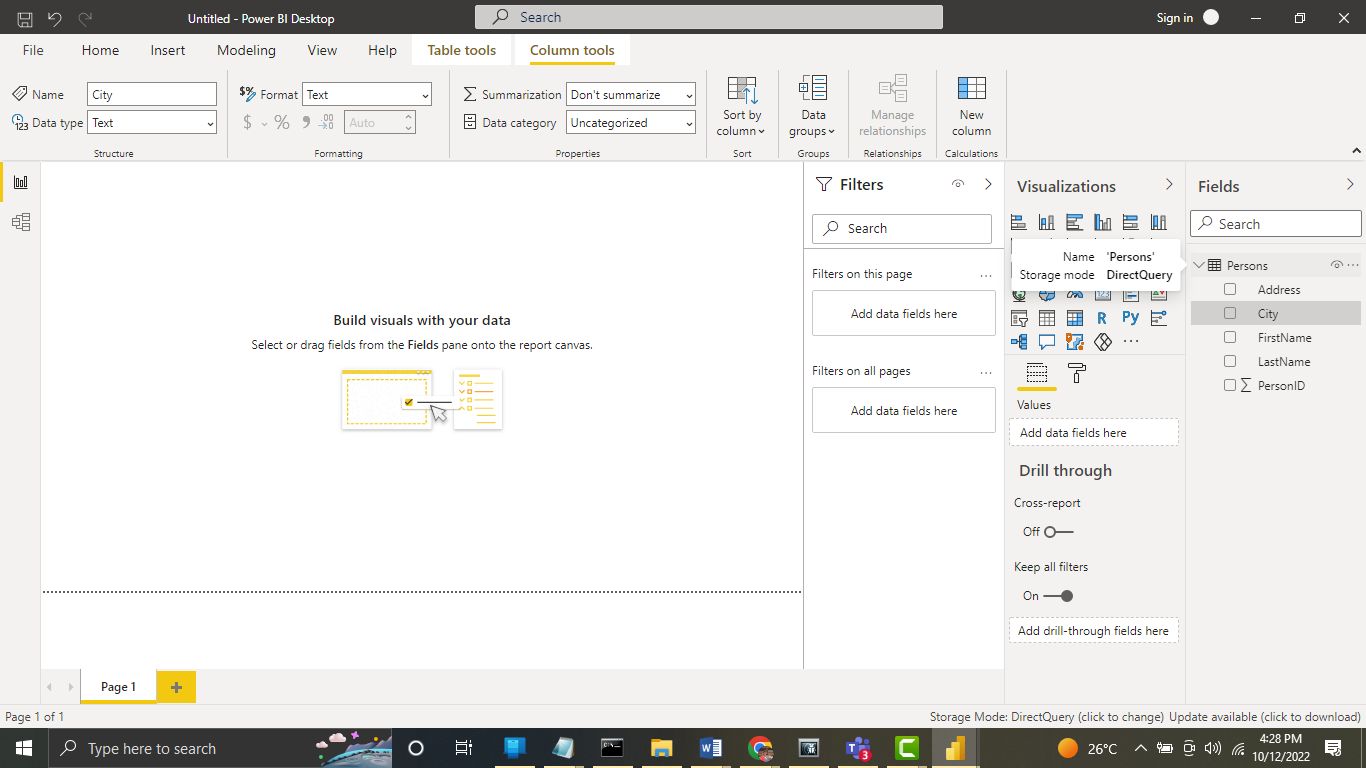 Untitled - Power BI Desktop
Search
Sign in
File
Home
Insert
Modeling
View
Help
Table tools
Column tools
Name
City
Data type
Text
Structure
$% Format
Text
$
%
Auto
Formatting
Summarization
Don't summarize
Data category
Uncategorized
Properties
Sort by
column
Sort
Data
groups
Groups
Manage
relationships
Relationships
New
column
Calculations
Build visuals with your data
Select or drag fields from the Fields pane onto the report canvas.
Filters
Search
Filters on this page
Add data fields here
Filters on all pages
Add data fields here
Visualizations
Name 'Persons'
Storage mode DirectQuery
R
Py
Values
Add data fields here
Drill through
Cross-report
Off
Keep all filters
On
Add drill-through fields here
Fields
Search
Persons
Address
City
FirstName
LastName
PersonID
Page 1
Page 1 of 1
Storage Mode: DirectQuery (click to change)
Update available (click to download)
Type here to search
3
26°C
4:28 PM
10/12/2022